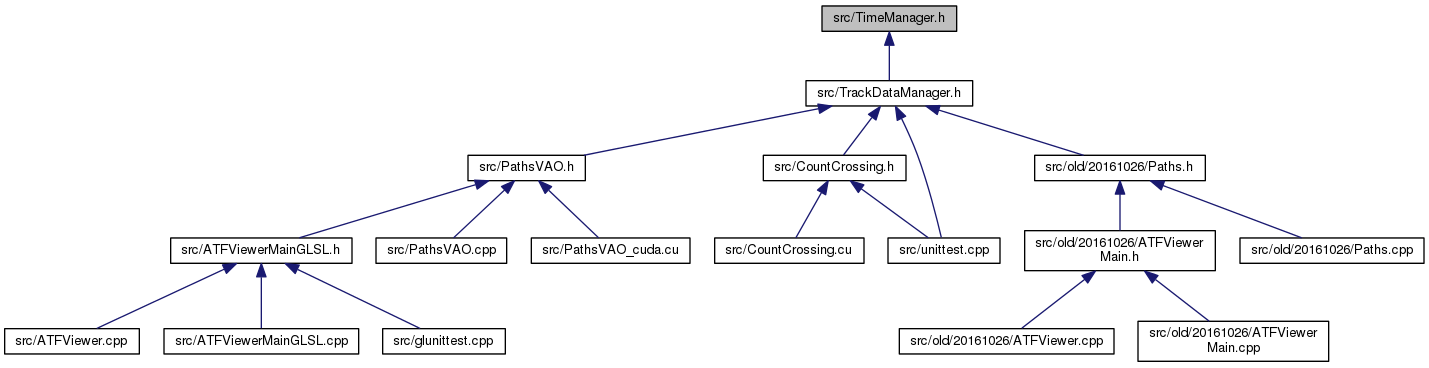 src/TimeManager.h
src/TrackDataManager.h
src/PathsVAO.h
src/CountCrossing.h
src/old/20161026/Paths.h
src/ATFViewerMainGLSL.h
src/PathsVAO.cpp
src/PathsVAO_cuda.cu
src/CountCrossing.cu
src/unittest.cpp
src/old/20161026/ATFViewer
Main.h
src/old/20161026/Paths.cpp
src/ATFViewer.cpp
src/ATFViewerMainGLSL.cpp
src/glunittest.cpp
src/old/20161026/ATFViewer.cpp
src/old/20161026/ATFViewer
Main.cpp